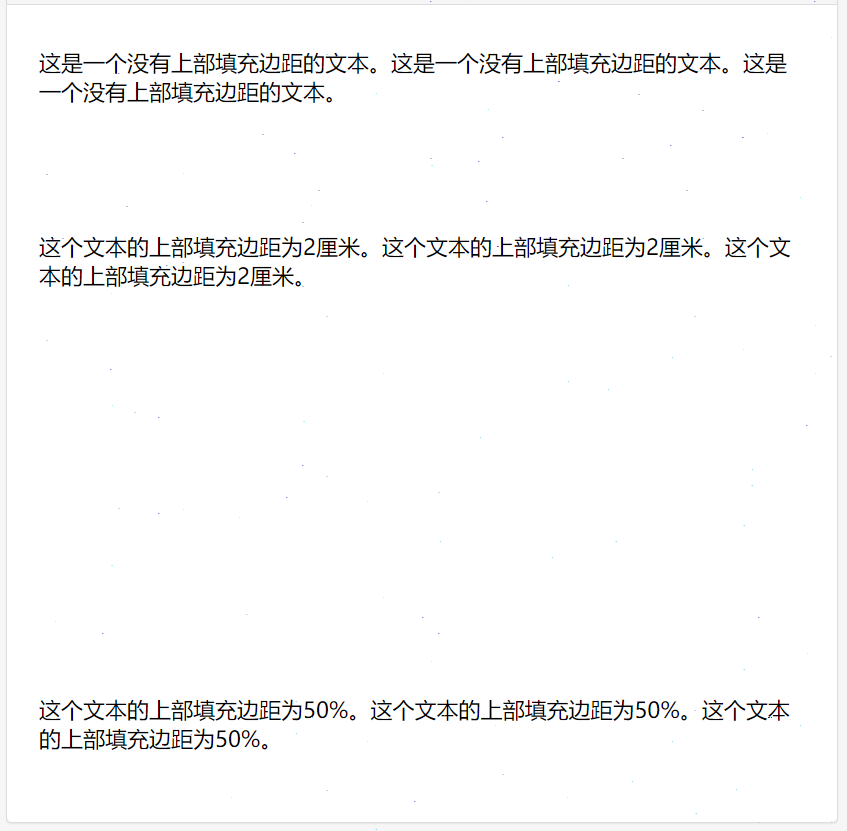 这是一个没有上部填充边距的文本。这是一个没有上部填充边距的文本。这是
一个没有上部填充边距的文本。
这个文本的上部填充边距为2厘米。这个文本的上部填充边距为2厘米。这个文
本的上部填充边距为2厘米。
这个文本的上部填充边距为50%。这个文本的上部填充边距为50%。这个文本
的上部填充边距为50%。